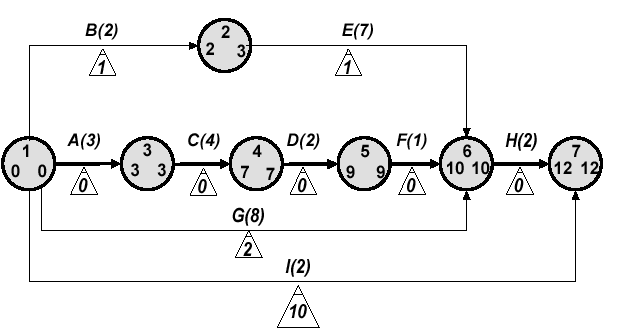 B(2) 2 E(7)
2 3
1 1
A(3) C(4) D(2) F(1) H(2)
1 3 4 5 6 7
0 0 3 3 7 7 9 9 10 10 12 12
0 0 0 0 0
G(8)
2
I(2)
10